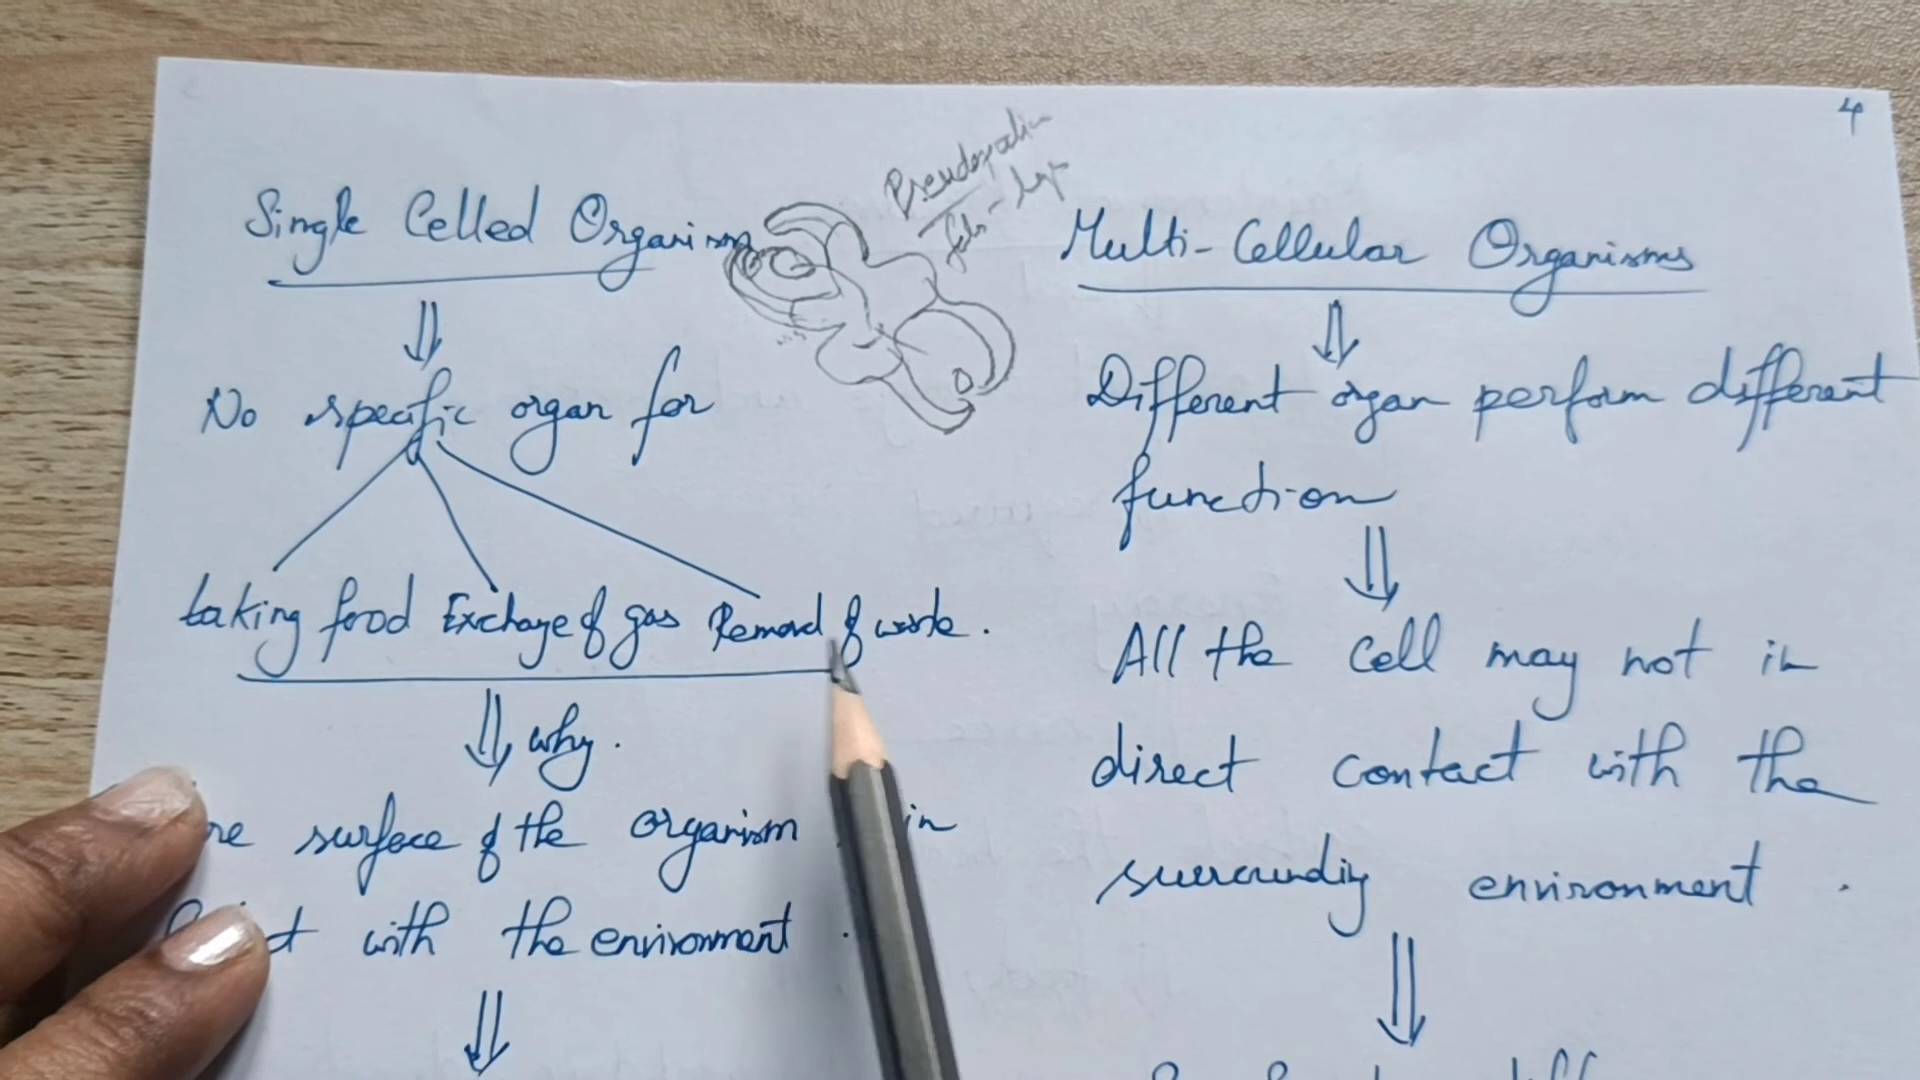 4
Pseudopodia
false - legs
Single Celled Organism
No specific organ for
taking food Exchange of gas Removal of waste.
why.
surface of the organism in
with the environment.
Multi-Cellular Organisms
Different organ perform different
function
All the cell may not in
direct contact with the
surrounding environment.